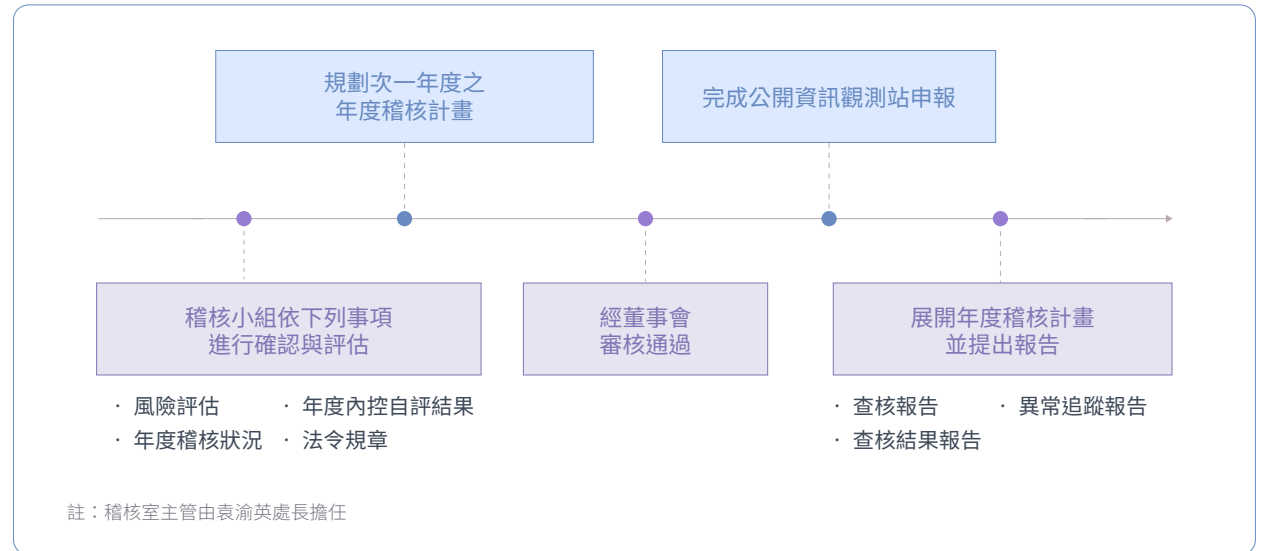 規劃次一年度之
年度稽核計畫
完成公開資訊觀測站申報
稽核小組依下列事項
進行確認與評估
經董事會
審核通過
展開年度稽核計畫
並提出報告
· 風險評估
· 年度內控自評結果
· 年度稽核狀況
· 法令規章
· 查核報告
· 異常追蹤報告
· 查核結果報告
註：稽核室主管由袁渝英處長擔任